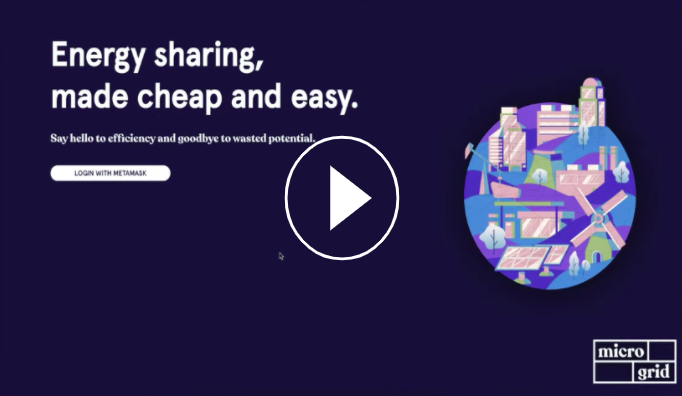 Energy sharing,
made cheap and easy.
Say hello to efficiency and goodbye to wasted potential.
LOGIN WITH METAMASK
micro
grid